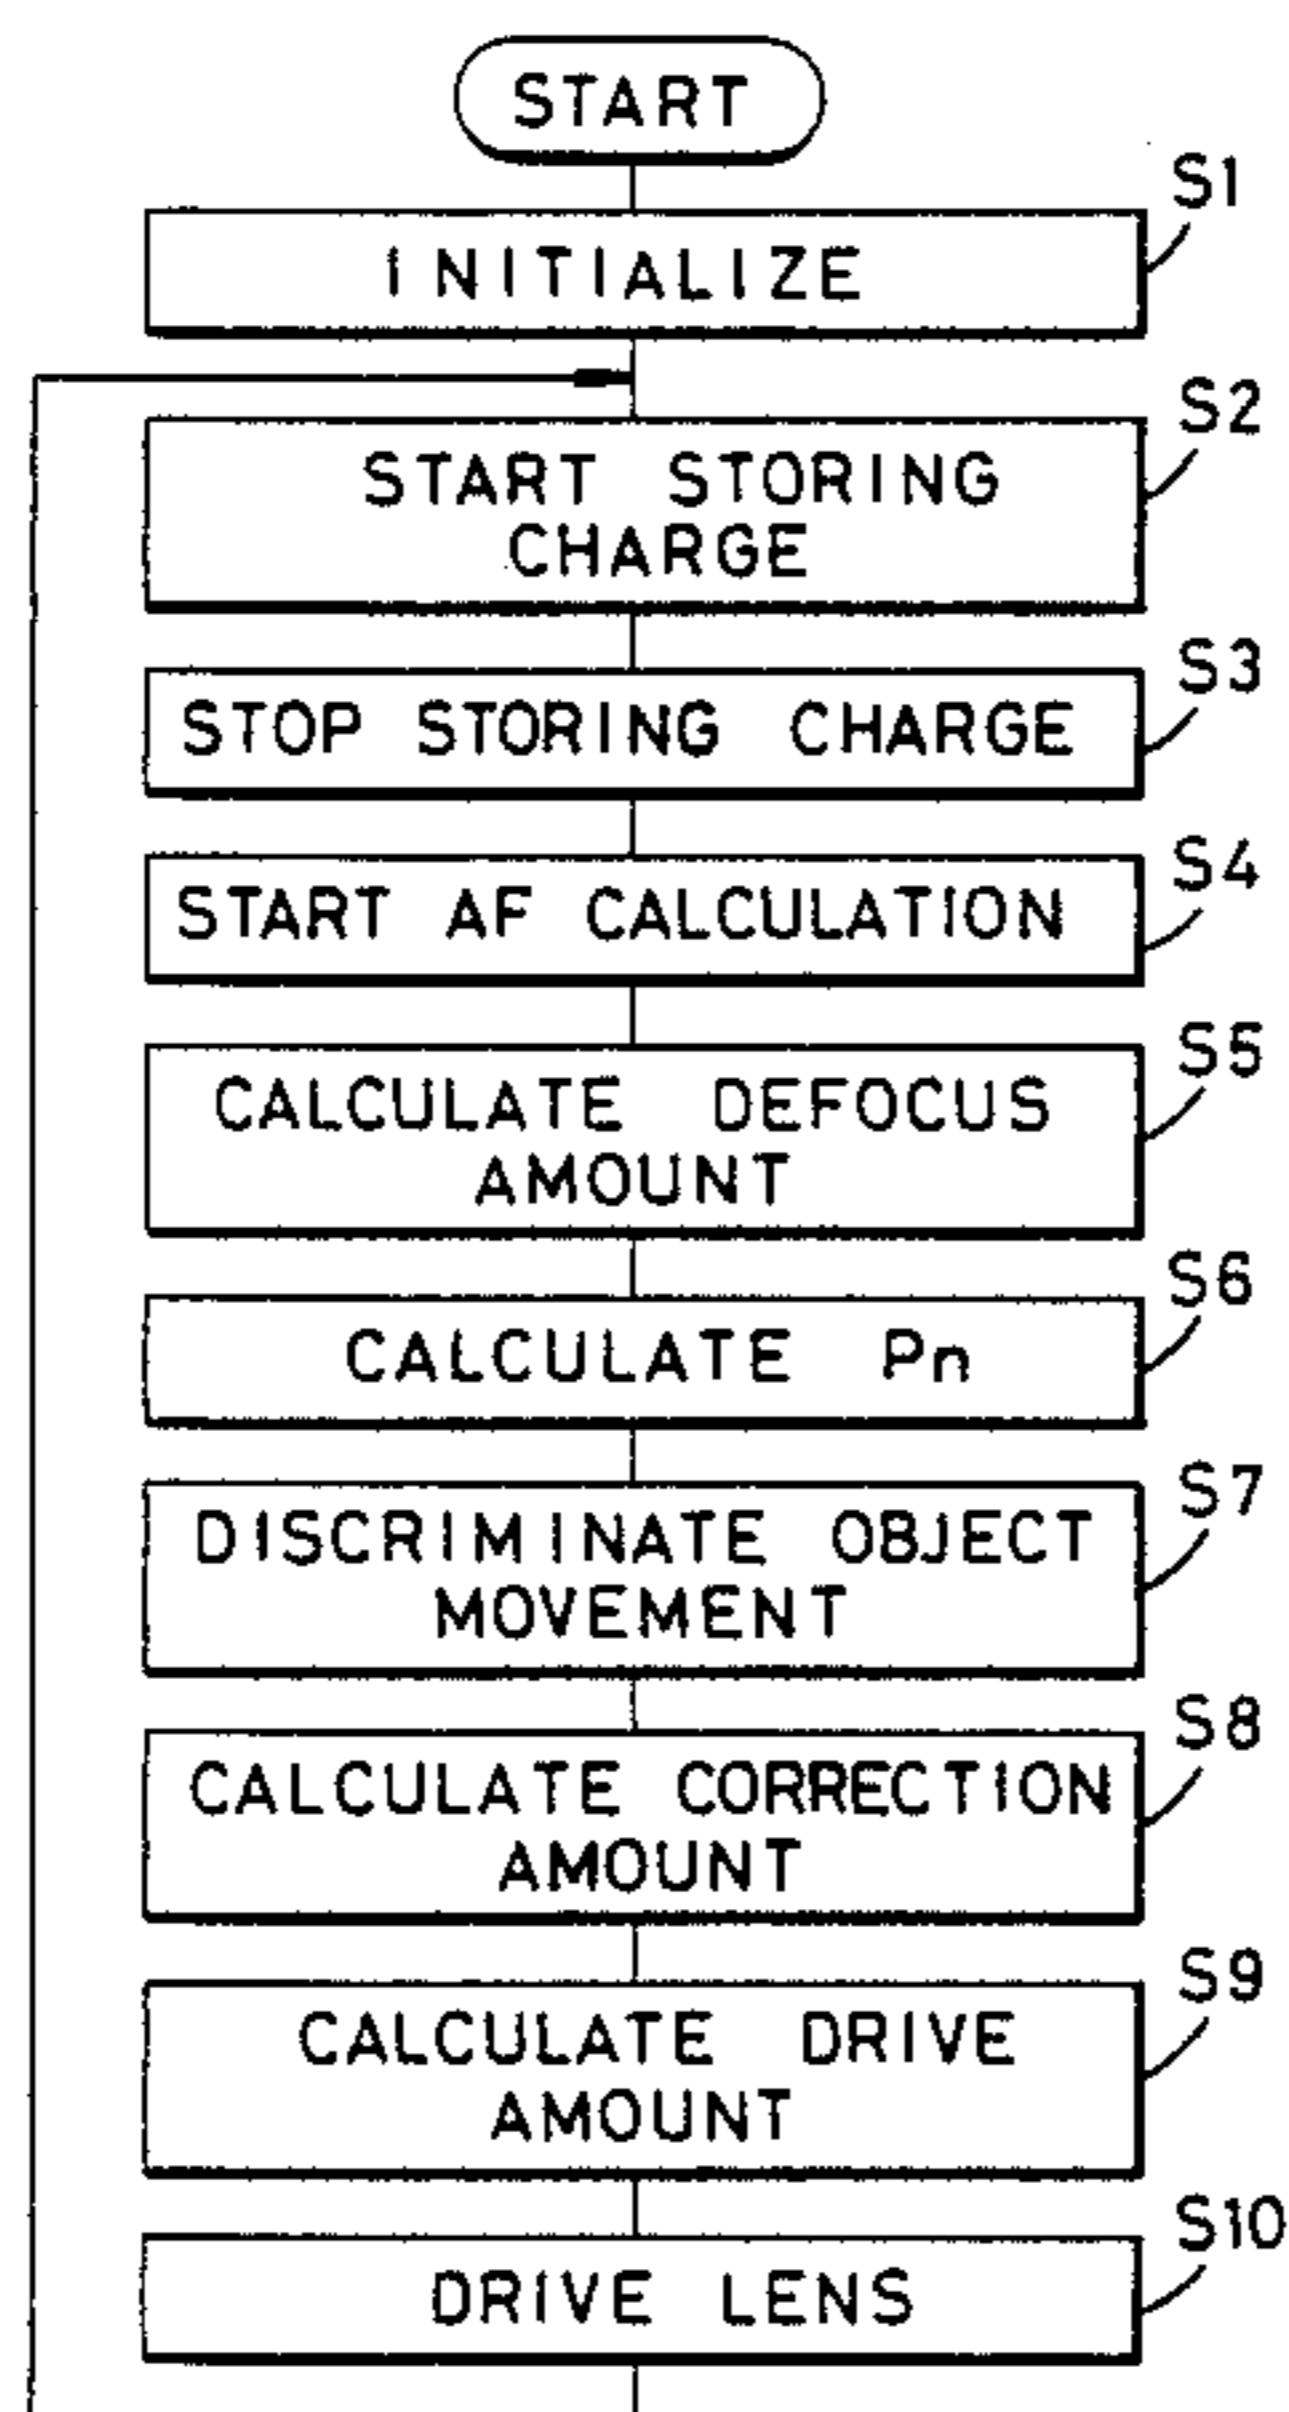 START
S1
INITIALIZE
S2
START STORING
CHARGE
S3
STOP STORING CHARGE
S4
START AF CALCULATION
S5
CALCULATE DEFOCUS
AMOUNT
S6
CALCULATE Pn
S7
DISCRIMINATE OBJECT
MOVEMENT
S8
CALCULATE CORRECTION
AMOUNT
S9
CALCULATE DRIVE
AMOUNT
S10
DRIVE LENS